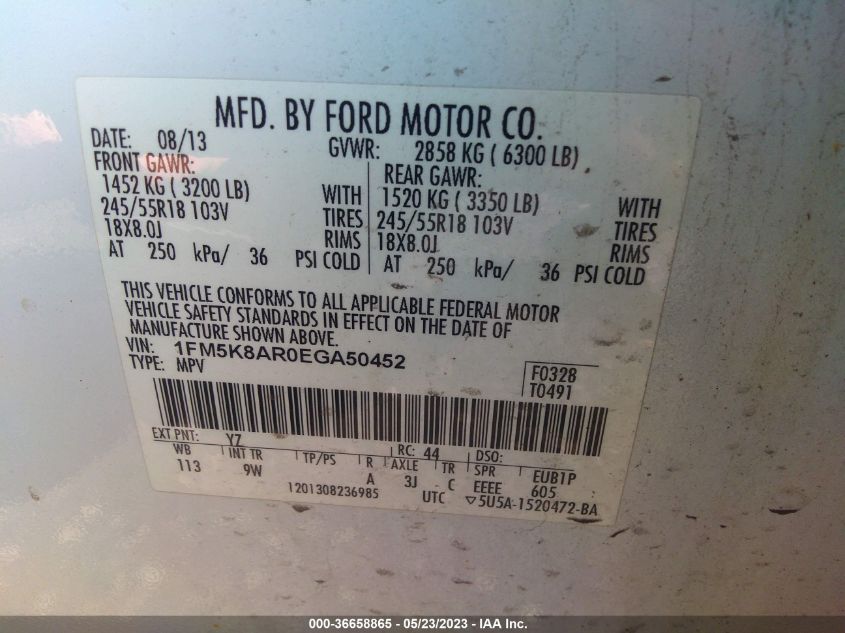 MFD. BY FORD MOTOR CO.
DATE: 08/13 GVWR: 2858 KG ( 6300 LB)
FRONT GAWR: REAR GAWR:
1452 KG ( 3200 LB) WITH 1520 KG ( 3350 LB) WITH
245/55R18 103V TIRES 245/55R18 103V TIRES
18X8.0J RIMS 18X8.0J RIMS
AT 250 kPa/ 36 PSI COLD AT 250 kPa/ 36 PSI COLD
THIS VEHICLE CONFORMS TO ALL APPLICABLE FEDERAL MOTOR
VEHICLE SAFETY STANDARDS IN EFFECT ON THE DATE OF
MANUFACTURE SHOWN ABOVE.
VIN: 1FM5K8AR0EGA50452
TYPE: MPV
F0328
T0491
EXT PNT: YZ RC: 44 DSO:
WB INT TR TP/PS R AXLE TR SPR EUB1P
113 9W A 3J C EEEE 605
1201308236985 UTC ▽5U5A-1520472-BA
000-36658865 - 05/23/2023 - IAA Inc.